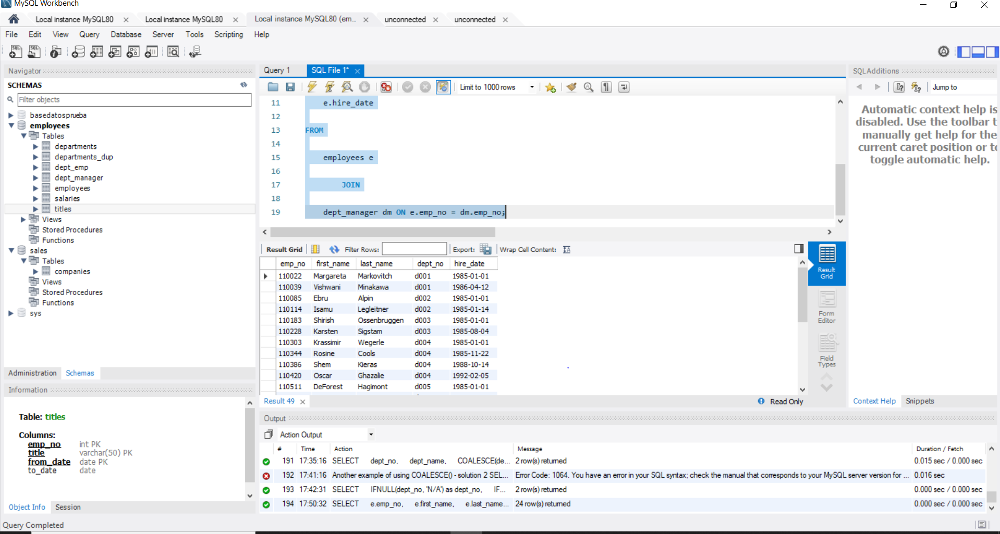 MySQL Workbench
Local instance MySQL80 Local instance MySQL80 Local instance MySQL80 (em... unconnected unconnected
File Edit View Query Database Server Tools Scripting Help
Navigator
SCHEMAS
Filter objects
basedatosprueba
employees
Tables
departments
departments_dup
dept_emp
dept_manager
employees
salaries
titles
Views
Stored Procedures
Functions
sales
Tables
companies
Views
Stored Procedures
Functions
sys
Administration Schemas
Information
Table: titles
Columns:
emp_no int PK
title varchar(50) PK
from_date date PK
to_date date
Object Info Session
Query 1 SQL File 1*
Limit to 1000 rows
11 e.hire_date
12
13 FROM
14
15 employees e
16
17 JOIN
18
19 dept_manager dm ON e.emp_no = dm.emp_no;
Result Grid Filter Rows: Export: Wrap Cell Content:
emp_no first_name last_name dept_no hire_date
110022 Margareta Markovitch d001 1985-01-01
110039 Vishwani Minakawa d001 1986-04-12
110085 Ebru Alpin d002 1985-01-01
110114 Isamu Legleitner d002 1985-01-14
110183 Shirish Ossenbruggen d003 1985-01-01
110228 Karsten Sigstam d003 1985-08-04
110303 Krassimir Wegerle d004 1985-01-01
110344 Rosine Cools d004 1985-11-22
110386 Shem Kieras d004 1988-10-14
110420 Oscar Ghazalie d004 1992-02-05
110511 DeForest Hagimont d005 1985-01-01
Result
Grid
Form
Editor
Field
Types
Result 49 Read Only
SQLAdditions
Jump to
Automatic context help is
disabled. Use the toolbar t
manually get help for the
current caret position or to
toggle automatic help.
Context Help Snippets
Output
Action Output
# Time Action Message Duration / Fetch
191 17:35:16 SELECT dept_no, dept_name, COALESCE(de... 2 row(s) returned 0.015 sec / 0.000 sec
192 17:41:16 Another example of using COALESCE() - solution 2 SEL... Error Code: 1064. You have an error in your SQL syntax; check the manual that corresponds to your MySQL server version for ... 0.016 sec
193 17:42:31 SELECT IFNULL(dept_no, 'N/A') as dept_no, IF... 2 row(s) returned 0.000 sec / 0.000 sec
194 17:50:32 SELECT e.emp_no, e.first_name, e.last_name... 24 row(s) returned 0.000 sec / 0.000 sec
Query Completed